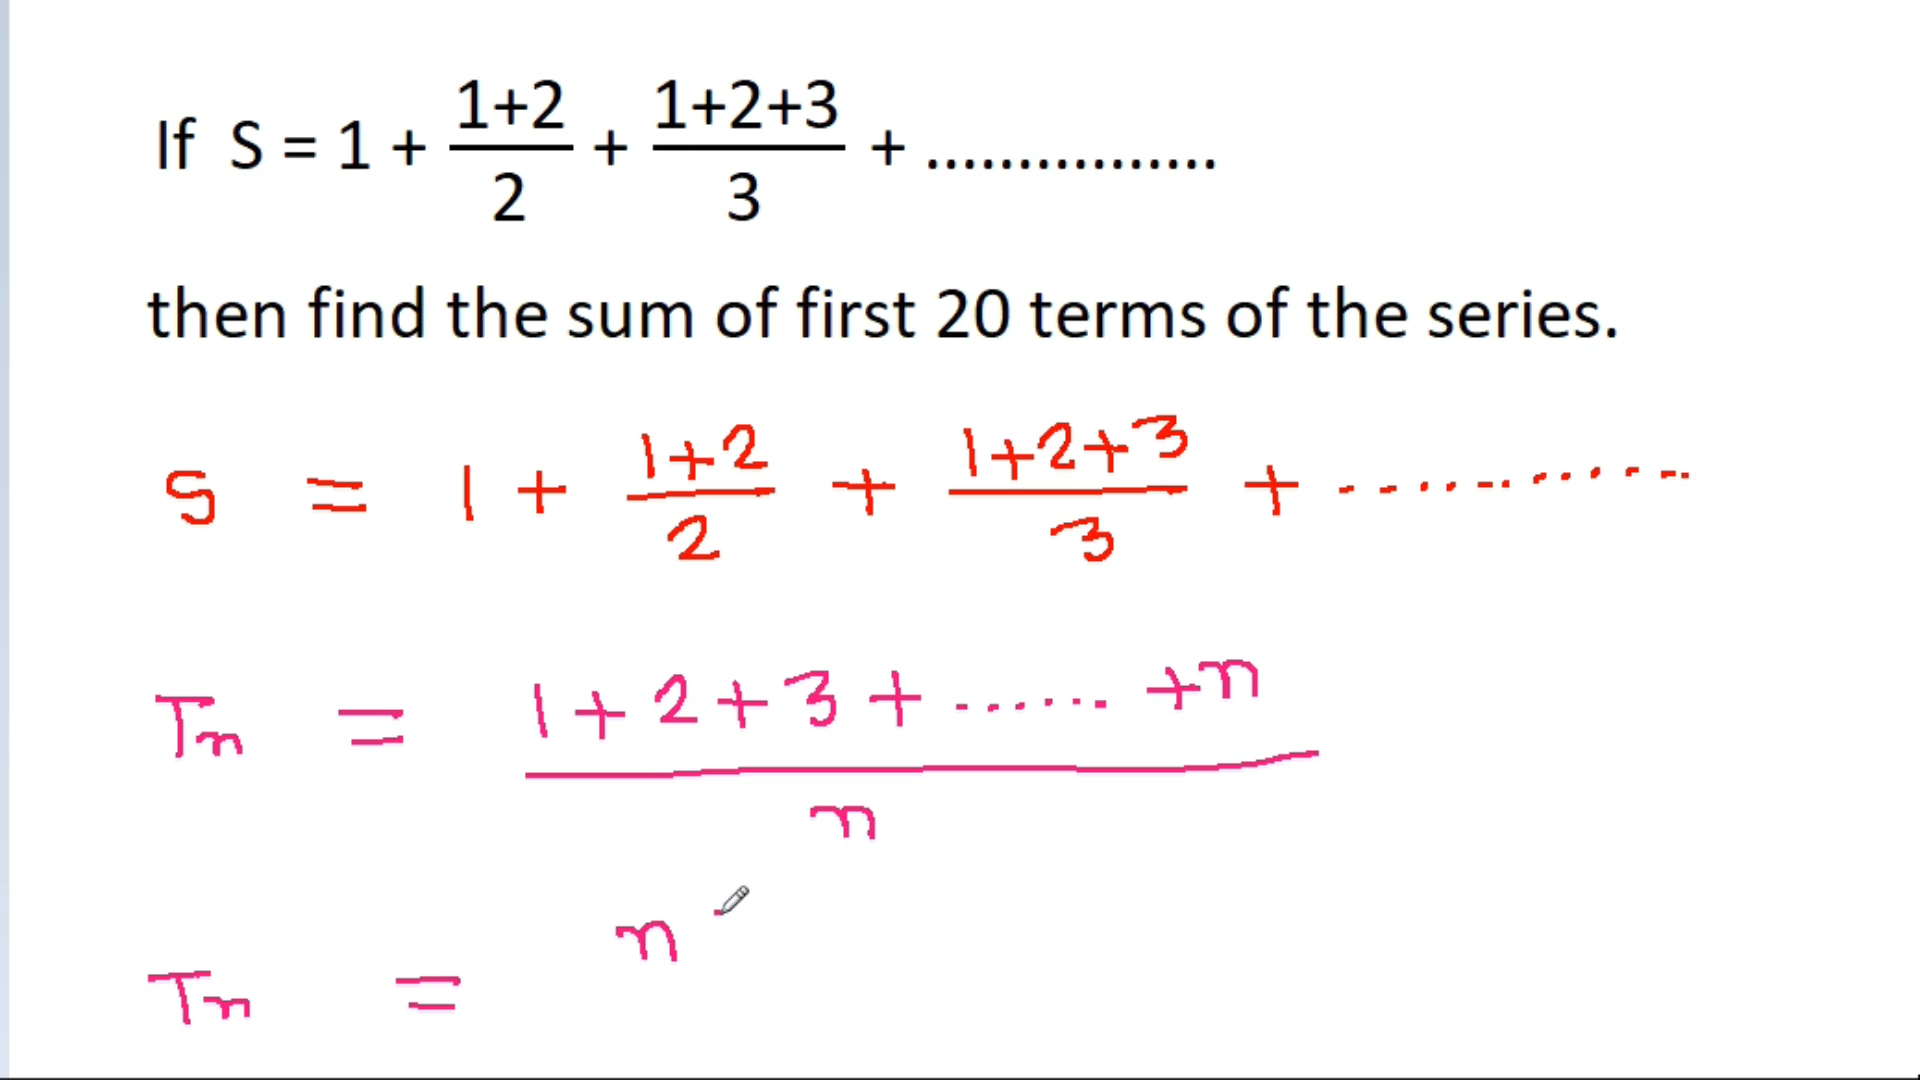 If S = 1 + (1+2)/2 + (1+2+3)/3 + ................
then find the sum of first 20 terms of the series.
S = 1 + (1+2)/2 + (1+2+3)/3 + ................
Tn = (1+2+3+ ....... +n)/n
Tn = n